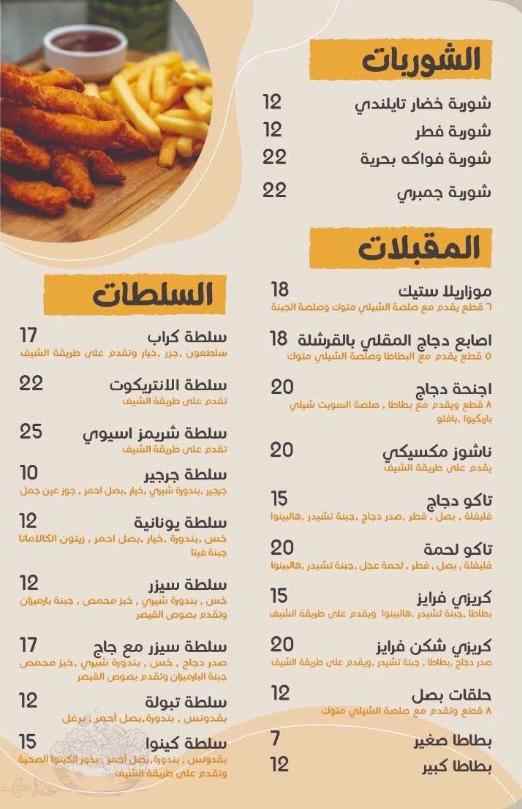 الشوربات
شوربة خضار تايلندي 12
شوربة فطر 12
شوربة فواكه بحرية 22
شوربة جمبري 22
المقبلات
موزاريلا ستيك 18
٦ قطع يقدم مع صلصة الشيلي متوك وصلصة الجبنة
اصابع دجاج المقلي بالقرشلة 18
٥ قطع يقدم مع البطاطا وصلصة الشيلي متوك
اجنحة دجاج 20
٨ قطع ويقدم مع بطاطا , صلصة السويت شيلي
باربكيوا ,بافلو
ناشوز مكسيكي 20
يقدم على طريقة الشيف
تاكو دجاج 15
فليفلة , بصل , فطر ,صدر دجاج ,جبنة تشيدر ,هالبينوا
تاكو لحمة 20
فليفلة , بصل , فطر , لحمة عجل ,جبنة تشيدر ,هالبينوا
كريزي فرايز 15
بطاطا ,جبنة تشيدر ,هالبينوا ويقدم على طريقة الشيف
كريزي شكن فرايز 20
صدر دجاج ,بطاطا , جبنة تشيدر ,ويقدم على طريقة الشيف
حلقات بصل 12
٨ قطع وتقدم مع صلصة الشيلي متوك
بطاطا صغير 7
بطاطا كبير 12
السلطات
سلطة كراب 17
سلطعون ,جزر ,خيار وتقدم على طريقة الشيف
سلطة الانتريكوت 22
تقدم على طريقة الشيف
سلطة شريمز اسيوي 25
تقدم على طريقة الشيف
سلطة جرجير 10
جرجير ,بندورة شيري ,خيار ,بصل احمر , جوز عين جمل
سلطة يونانية 12
خس ,بندورة ,خيار ,بصل احمر , زيتون الكالاماتا
جبنة فيتا
سلطة سيزر 12
خس , بندورة شيري , خبز محمص , جبنة بارميزان
وتقدم بصوص القيصر
سلطة سيزر مع جاج 17
صدر دجاج , خس , بندورة شيري ,خبز محمص
جبنة البارميزان وتقدم بصوص القيصر
سلطة تبولة 12
بقدونس , بندورة,بصل أحمر , برغل
سلطة كينوا 15
بقدونس , بندورة,بصل أحمر , بذور الكينوا الصحية
وتقدم على طريقة الشيف